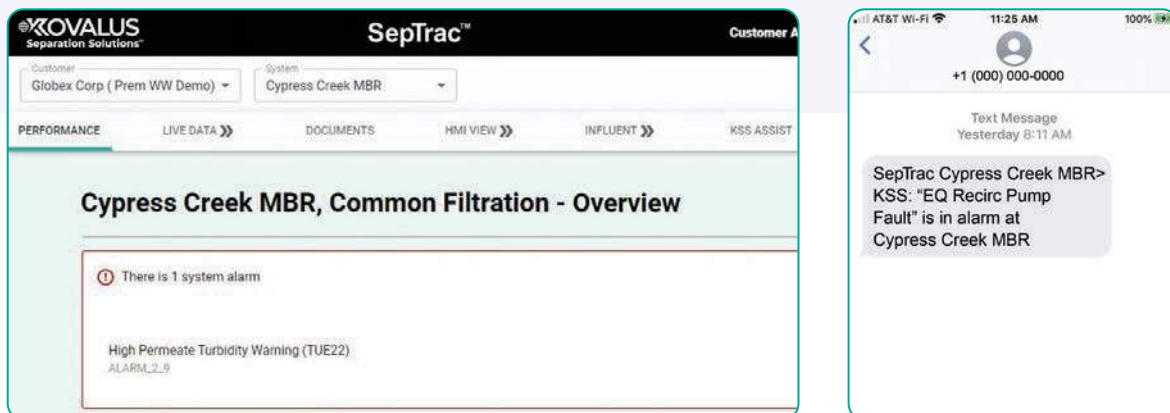 KOVALUS
Separation Solutions™
SepTrac™
Customer A
Customer
Globex Corp ( Prem WW Demo)
System
Cypress Creek MBR
PERFORMANCE
LIVE DATA
DOCUMENTS
HMI VIEW
INFLUENT
KSS ASSIST
Cypress Creek MBR, Common Filtration - Overview
There is 1 system alarm
High Permeate Turbidity Warning (TUE22)
ALARM_2_9
AT&T Wi-Fi
11:25 AM
100%
+1 (000) 000-0000
Text Message
Yesterday 8:11 AM
SepTrac Cypress Creek MBR>
KSS: “EQ Recirc Pump
Fault” is in alarm at
Cypress Creek MBR